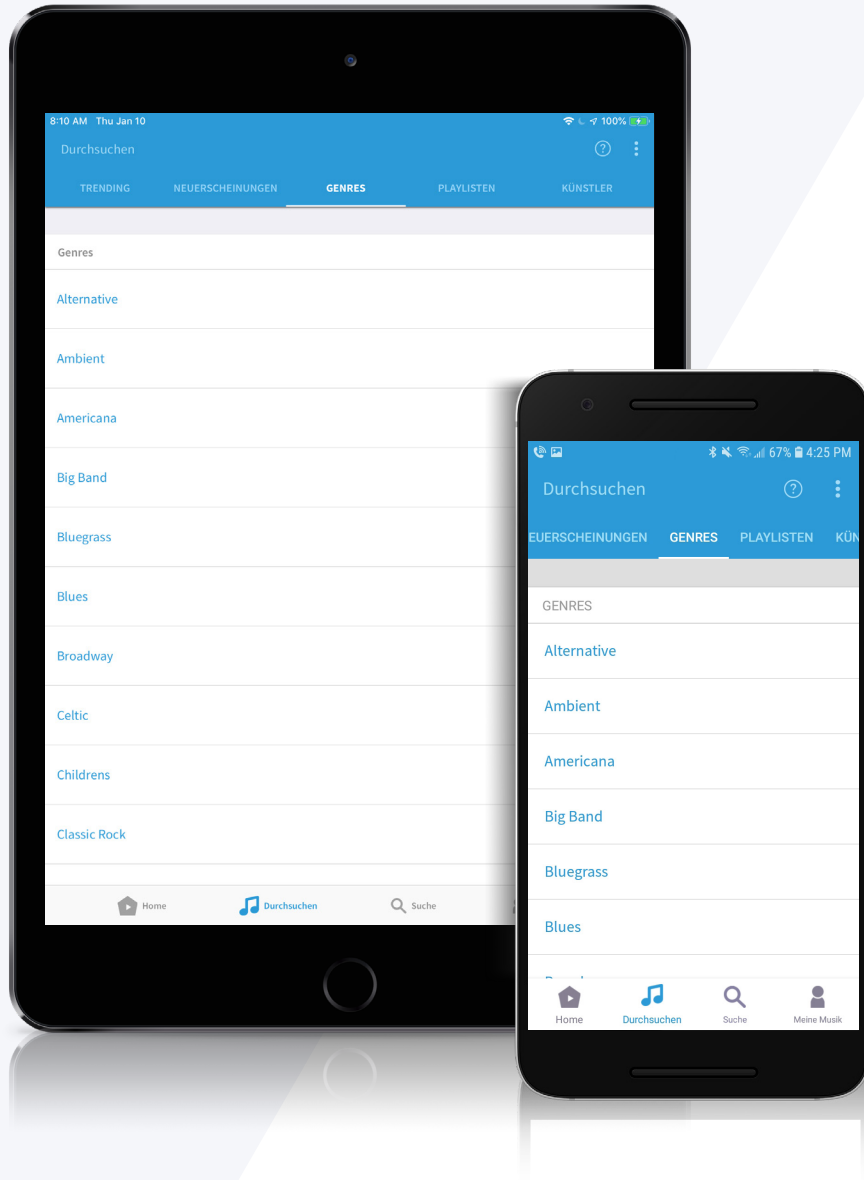 8:10 AM Thu Jan 10 100%
Durchsuchen
TRENDING NEUERSCHEINUNGEN GENRES PLAYLISTEN KÜNSTLER
Genres
Alternative
Ambient
Americana
Big Band
Bluegrass
Blues
Broadway
Celtic
Childrens
Classic Rock
Home Durchsuchen Suche
67% 4:25 PM
Durchsuchen
EUERSCHEINUNGEN GENRES PLAYLISTEN KÜN
GENRES
Alternative
Ambient
Americana
Big Band
Bluegrass
Blues
Home Durchsuchen Suche Meine Musik